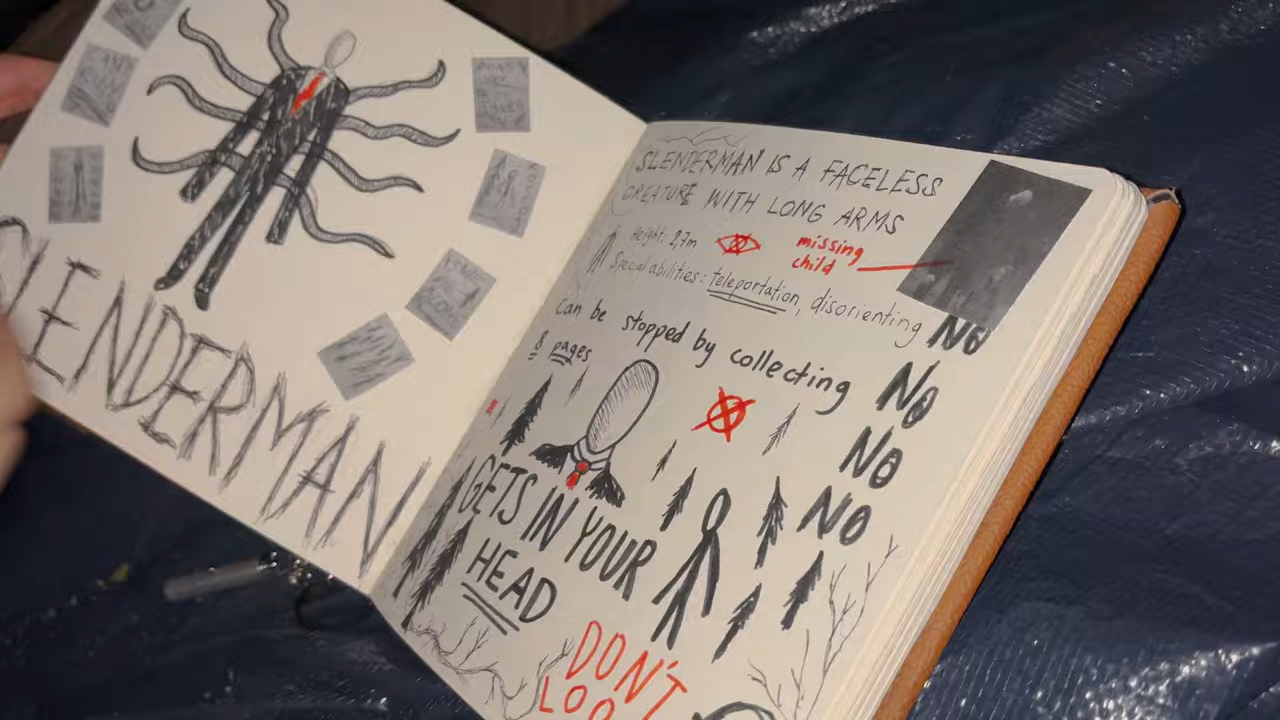 SLENDERMAN
SLENDERMAN IS A FACELESS
CREATURE WITH LONG ARMS
Height: 2,7m
missing
child
Special abilities: teleportation, disorienting
can be stopped by collecting
8 pages
NO
NO
NO
NO
GETS IN YOUR
HEAD
DON'T
LOO